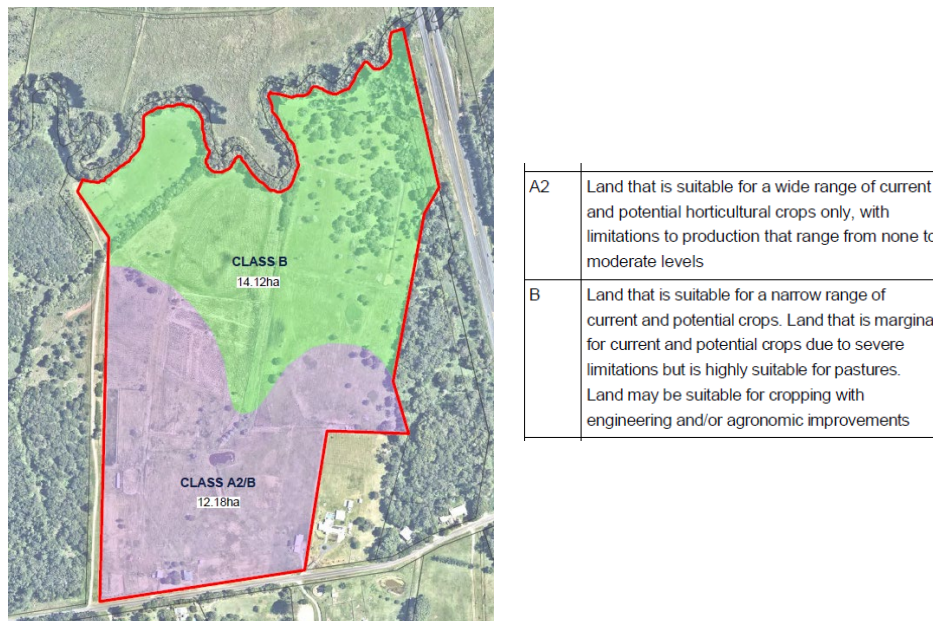 CLASS B
14.12ha
CLASS A2/B
12.18ha
A2
Land that is suitable for a wide range of current
and potential horticultural crops only, with
limitations to production that range from none to
moderate levels
B
Land that is suitable for a narrow range of
current and potential crops. Land that is margina
for current and potential crops due to severe
limitations but is highly suitable for pastures.
Land may be suitable for cropping with
engineering and/or agronomic improvements